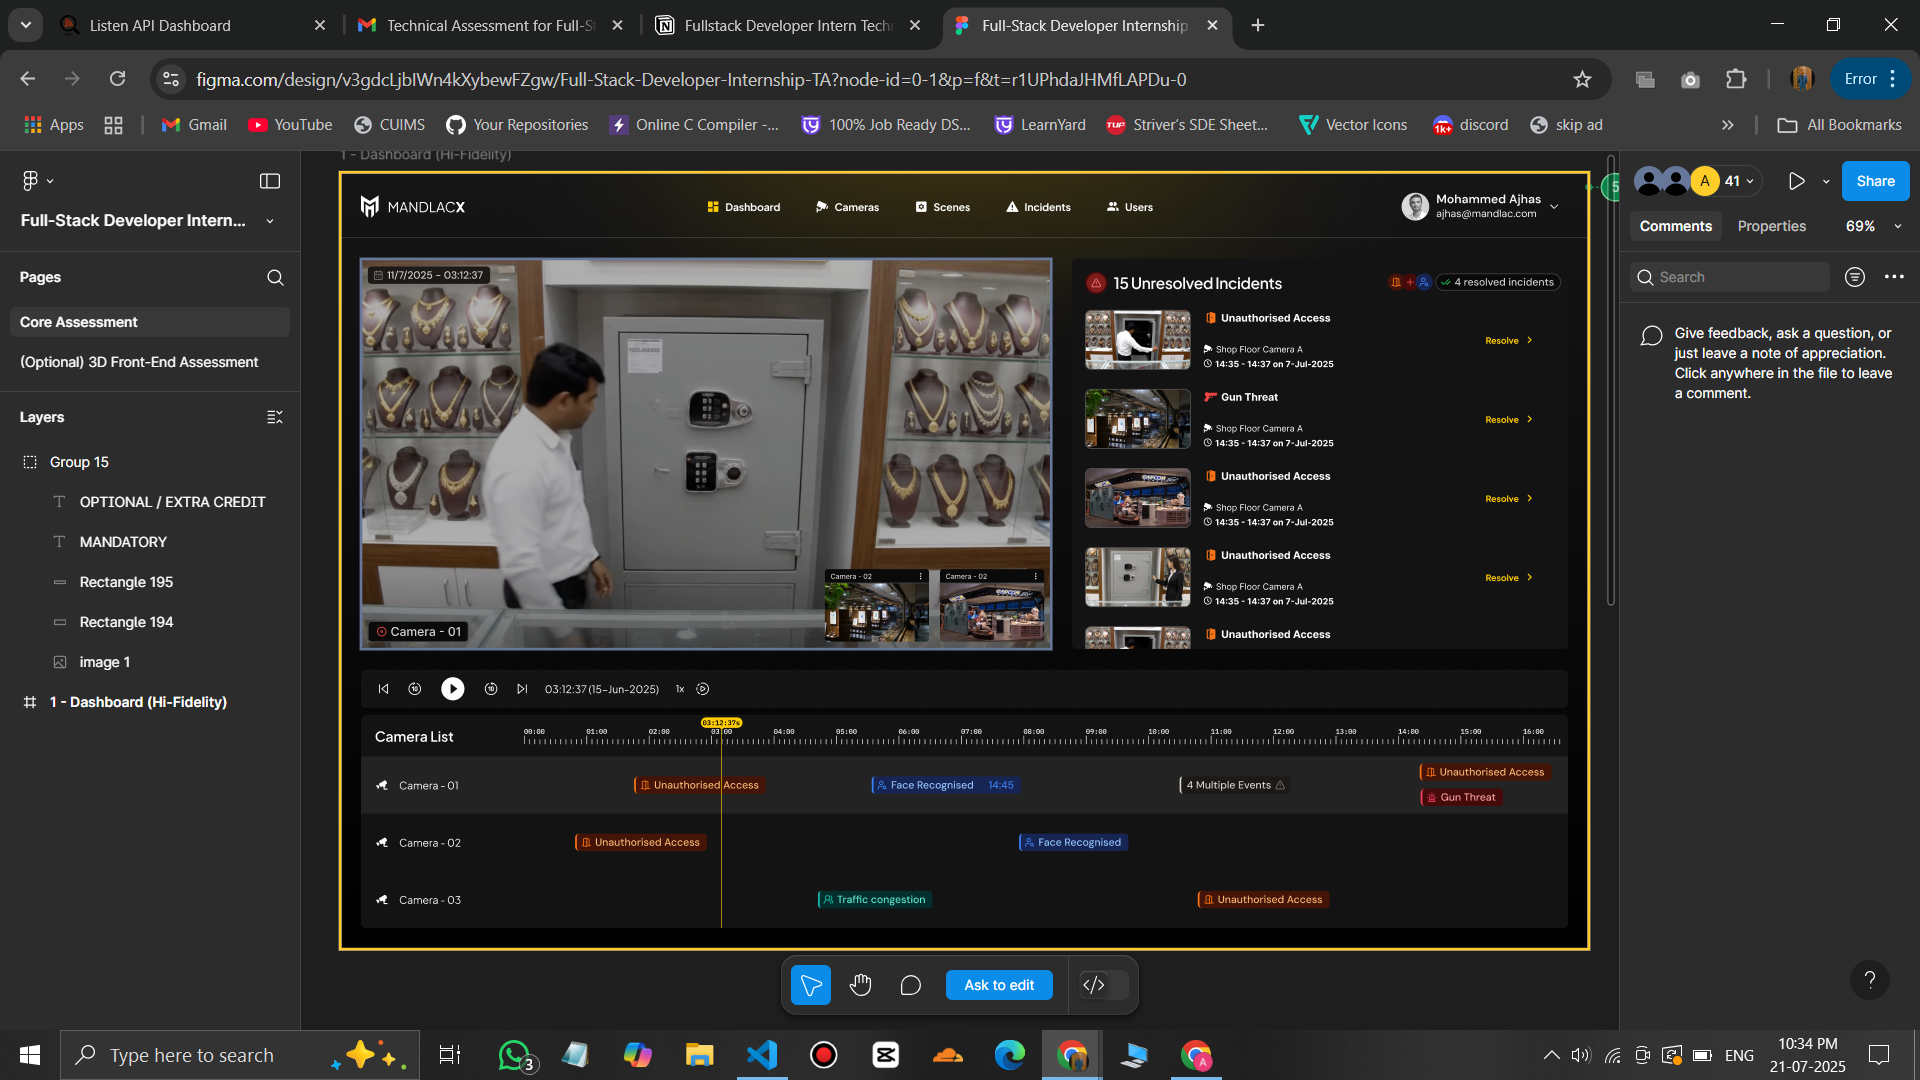 Listen API Dashboard
Technical Assessment for Full-St
Fullstack Developer Intern Tech
Full-Stack Developer Internship
figma.com/design/v3gdcLjbIWn4kXybewFZgw/Full-Stack-Developer-Internship-TA?node-id=0-1&p=f&t=r1UPhdaJHMfLAPDu-0
Error
Apps
Gmail
YouTube
CUIMS
Your Repositories
Online C Compiler -...
100% Job Ready DS...
LearnYard
Striver's SDE Sheet...
Vector Icons
discord
skip ad
All Bookmarks
Full-Stack Developer Intern...
Pages
Core Assessment
(Optional) 3D Front-End Assessment
Layers
Group 15
OPTIONAL / EXTRA CREDIT
MANDATORY
Rectangle 195
Rectangle 194
image 1
1 - Dashboard (Hi-Fidelity)
1 - Dashboard (Hi-Fidelity)
MANDLACX
Dashboard
Cameras
Scenes
Incidents
Users
Mohammed Ajhas
ajhas@mandlac.com
11/7/2025 - 03:12:37
Camera - 01
Camera - 02
Camera - 02
15 Unresolved Incidents
4 resolved incidents
Unauthorised Access
Shop Floor Camera A
14:35 - 14:37 on 7-Jul-2025
Resolve
Gun Threat
Shop Floor Camera A
14:35 - 14:37 on 7-Jul-2025
Resolve
Unauthorised Access
Shop Floor Camera A
14:35 - 14:37 on 7-Jul-2025
Resolve
Unauthorised Access
Shop Floor Camera A
14:35 - 14:37 on 7-Jul-2025
Resolve
Unauthorised Access
03:12:37 (15-Jun-2025)
1x
Camera List
03:12:37s
00:00 01:00 02:00 03:00 04:00 05:00 06:00 07:00 08:00 09:00 10:00 11:00 12:00 13:00 14:00 15:00 16:00
Camera - 01
Unauthorised Access
Face Recognised 14:45
4 Multiple Events
Unauthorised Access
Gun Threat
Camera - 02
Unauthorised Access
Face Recognised
Camera - 03
Traffic congestion
Unauthorised Access
Ask to edit
A
41
Share
Comments
Properties
69%
Search
Give feedback, ask a question, or
just leave a note of appreciation.
Click anywhere in the file to leave
a comment.
?
Type here to search
3
ENG
10:34 PM
21-07-2025